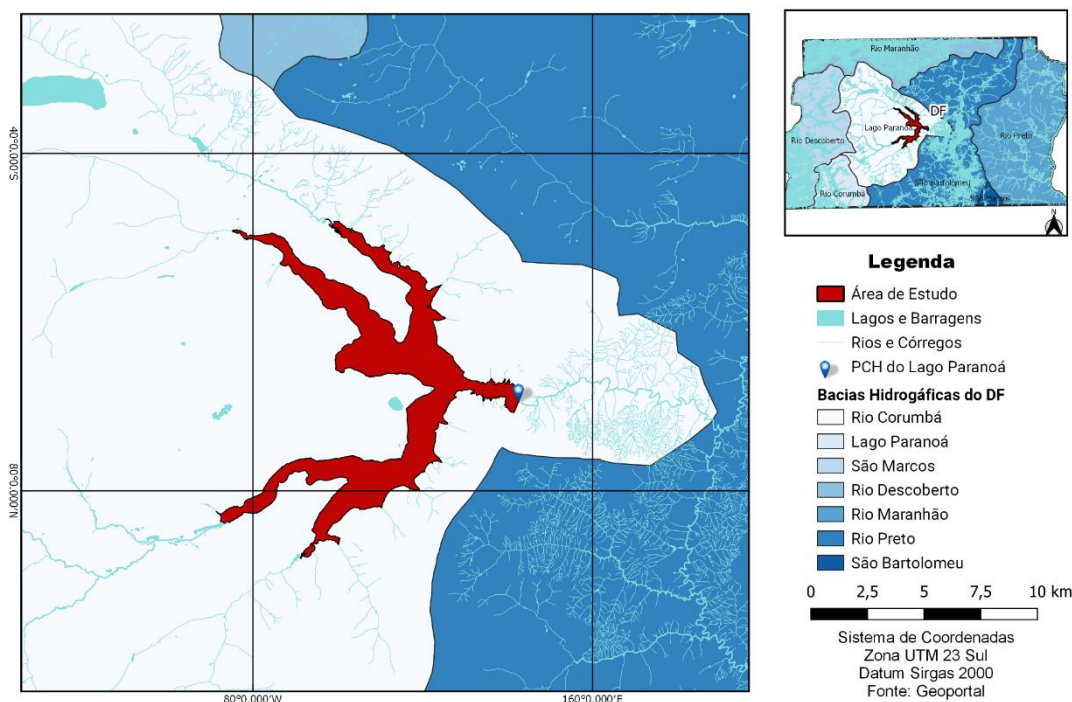 40°0.000'S
80°0.000'N
80°0.000'W
160°0.000'E
Rio Maranhão
DF
Lago Paranoá
Rio Preto
Rio Descoberto
São Bartolomeu
Rio Corumbá
N
Legenda
Área de Estudo
Lagos e Barragens
Rios e Córregos
PCH do Lago Paranoá
Bacias Hidrogáficas do DF
Rio Corumbá
Lago Paranoá
São Marcos
Rio Descoberto
Rio Maranhão
Rio Preto
São Bartolomeu
0 2,5 5 7,5 10 km
Sistema de Coordenadas
Zona UTM 23 Sul
Datum Sirgas 2000
Fonte: Geoportal